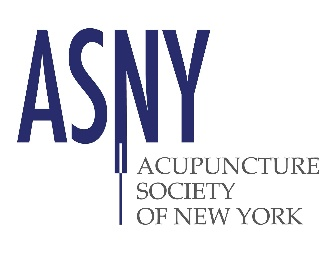 ASNY
ACUPUNCTURE
SOCIETY
OF NEW YORK